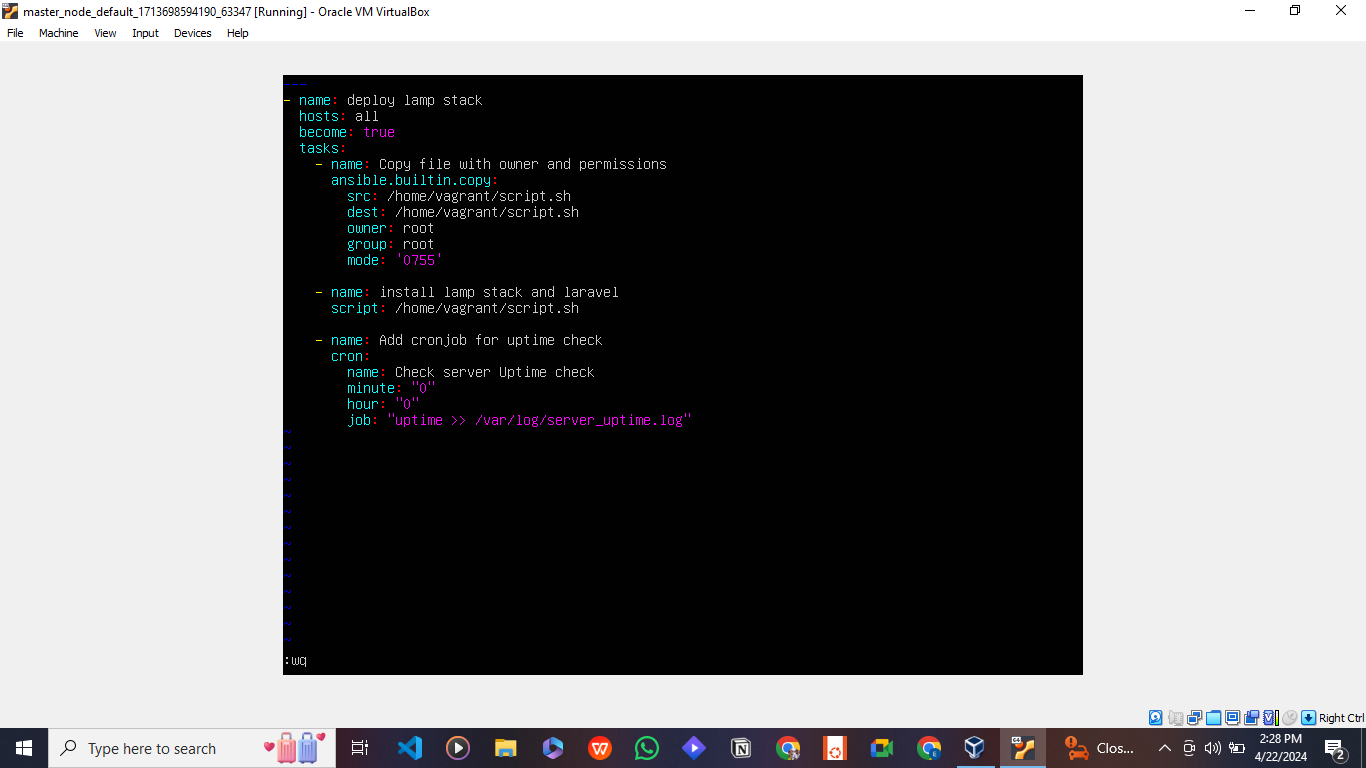 master_node_default_1713698594190_63347 [Running] - Oracle VM VirtualBox
File Machine View Input Devices Help
---
- name: deploy lamp stack
  hosts: all
  become: true
  tasks:
    - name: Copy file with owner and permissions
      ansible.builtin.copy:
        src: /home/vagrant/script.sh
        dest: /home/vagrant/script.sh
        owner: root
        group: root
        mode: '0755'
    - name: install lamp stack and laravel
      script: /home/vagrant/script.sh
    - name: Add cronjob for uptime check
      cron:
        name: Check server Uptime check
        minute: "0"
        hour: "0"
        job: "uptime >> /var/log/server_uptime.log"
~
~
~
~
~
~
~
~
~
~
~
~
~
~
:wq
Right Ctrl
Type here to search
Clos...
2:28 PM
4/22/2024
2